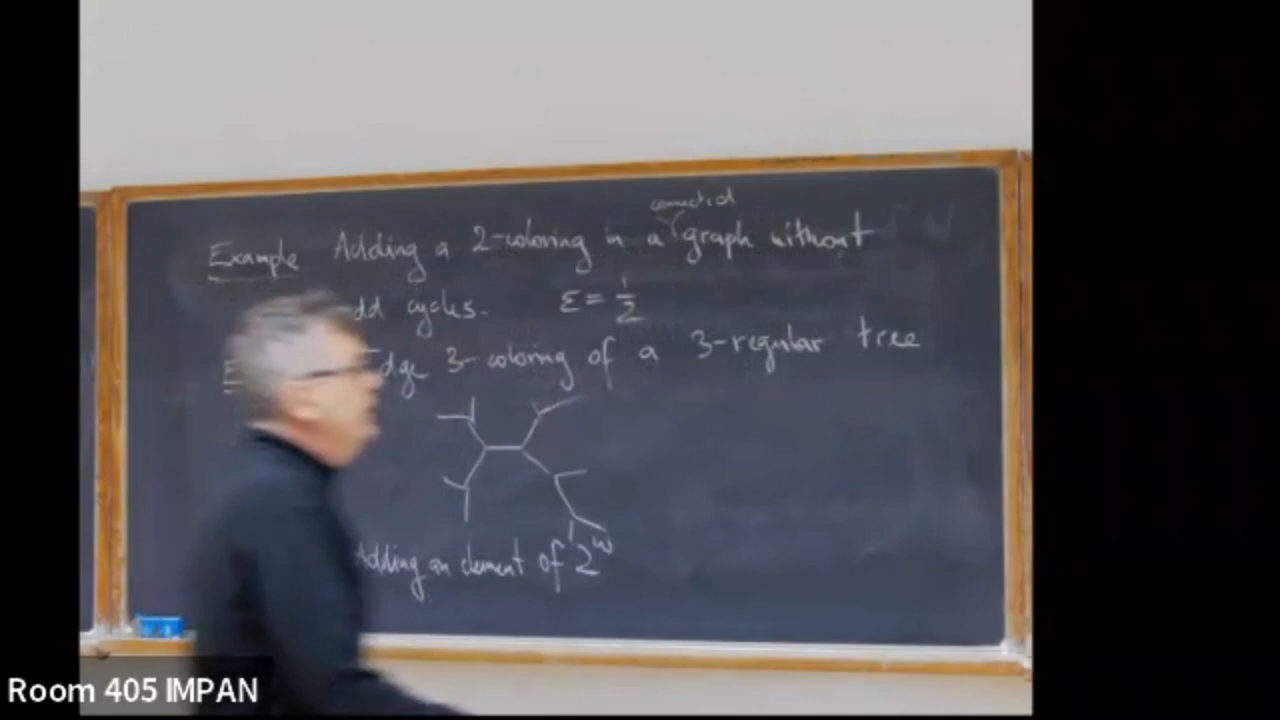 connected
Example Adding a 2-coloring in a graph without
odd cycles. ε = 1/2
Edge 3-coloring of a 3-regular tree
Adding an element of 2^ω
Room 405 IMPAN